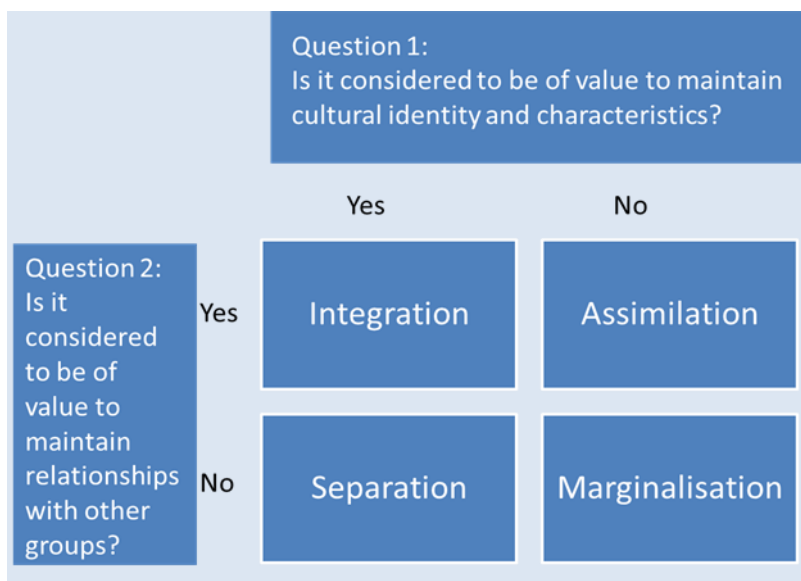 Question 1:
Is it considered to be of value to maintain
cultural identity and characteristics?
Yes
No
Question 2:
Is it
considered
to be of
value to
maintain
relationships
with other
groups?
Yes
Integration
Assimilation
No
Separation
Marginalisation